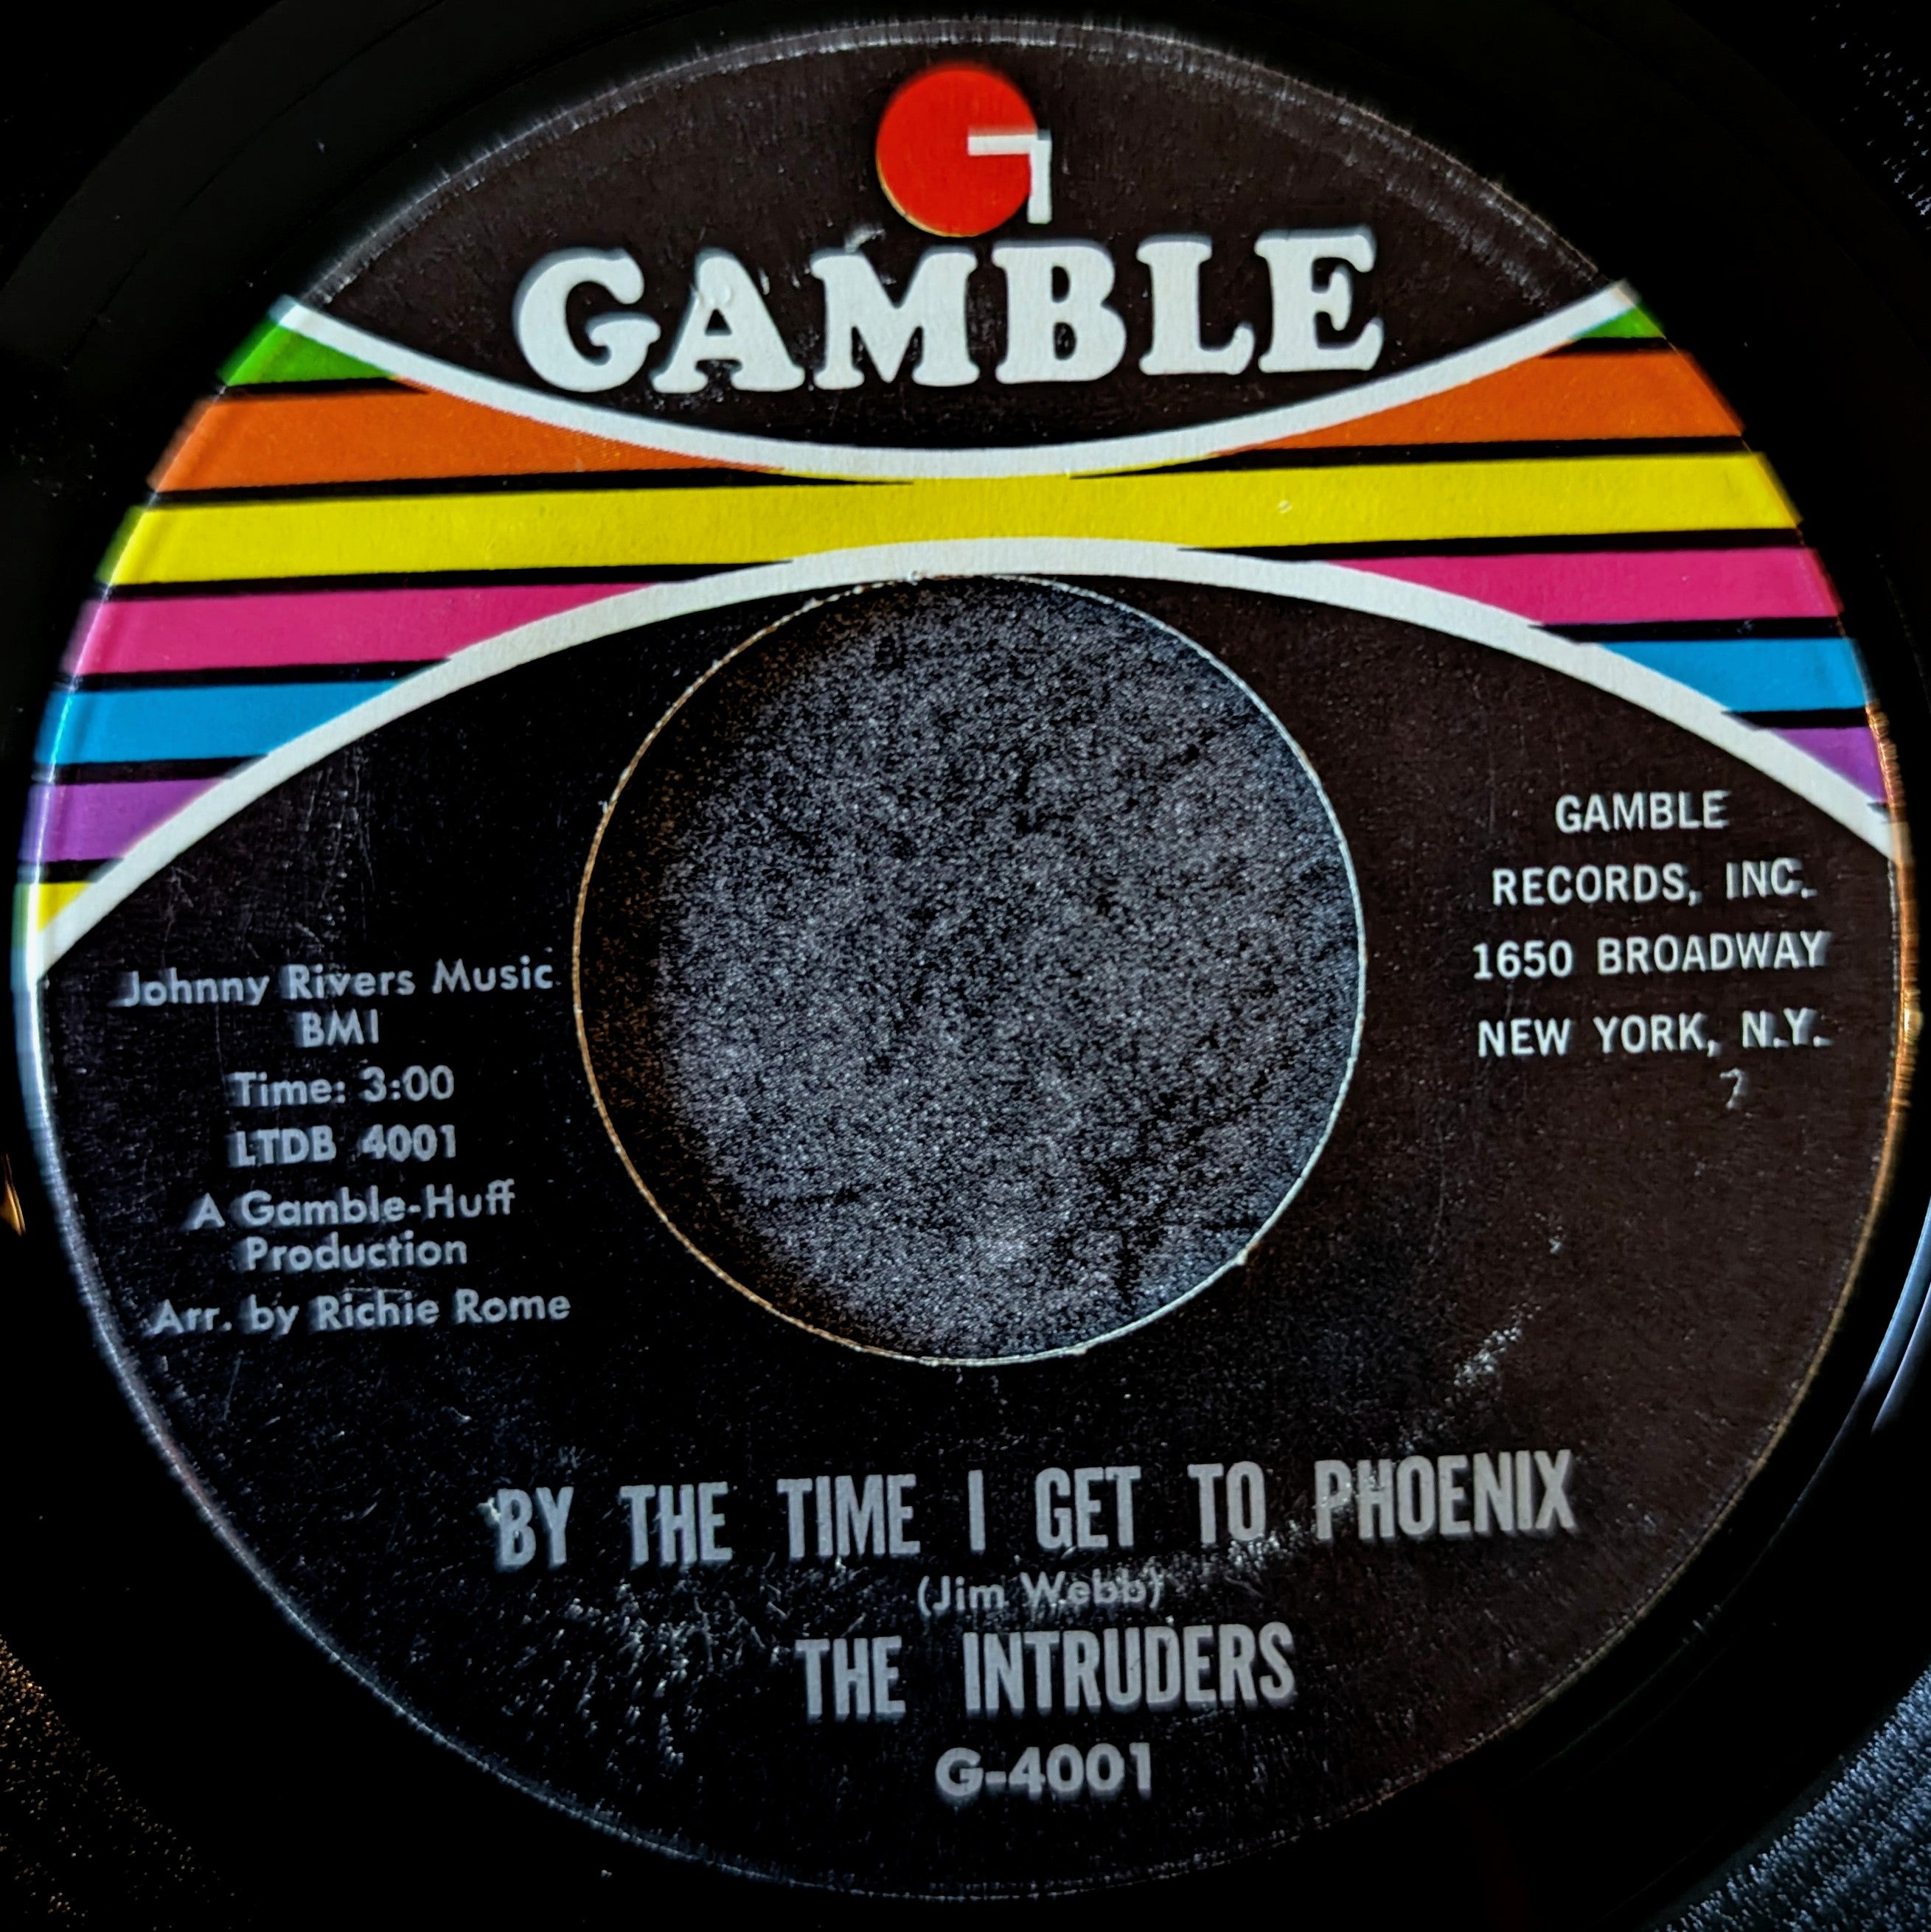 GAMBLE
GAMBLE
RECORDS, INC.
1650 BROADWAY
NEW YORK, N.Y.
Johnny Rivers Music
BMI
Time: 3:00
LTDB 4001
A Gamble-Huff
Production
Arr. by Richie Rome
BY THE TIME I GET TO PHOENIX
(Jim Webb)
THE INTRUDERS
G-4001